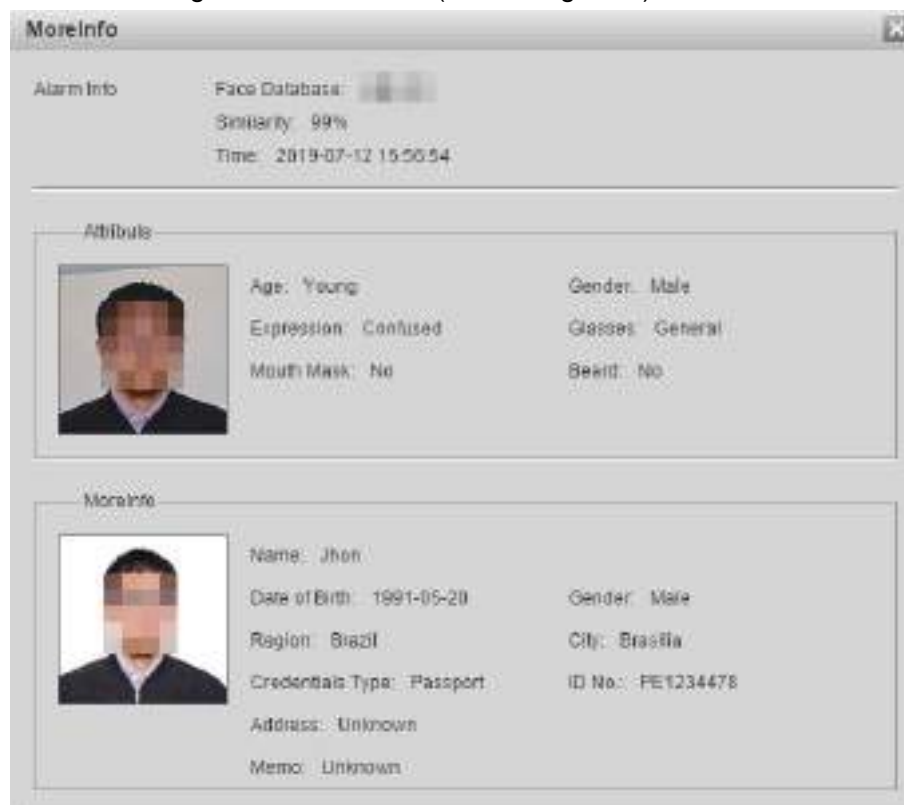 MoreInfo
Alarm Info Face Database:
Similarity: 99%
Time: 2019-07-12 15:56:54
Attribute
Age: Young Gender: Male
Expression: Confused Glasses: General
Mouth Mask: No Beard: No
MoreInfo
Name: Jhon
Date of Birth: 1991-05-20 Gender: Male
Region: Brazil City: Brasilia
Credentials Type: Passport ID No.: PE1234478
Address: Unknown
Memo: Unknown